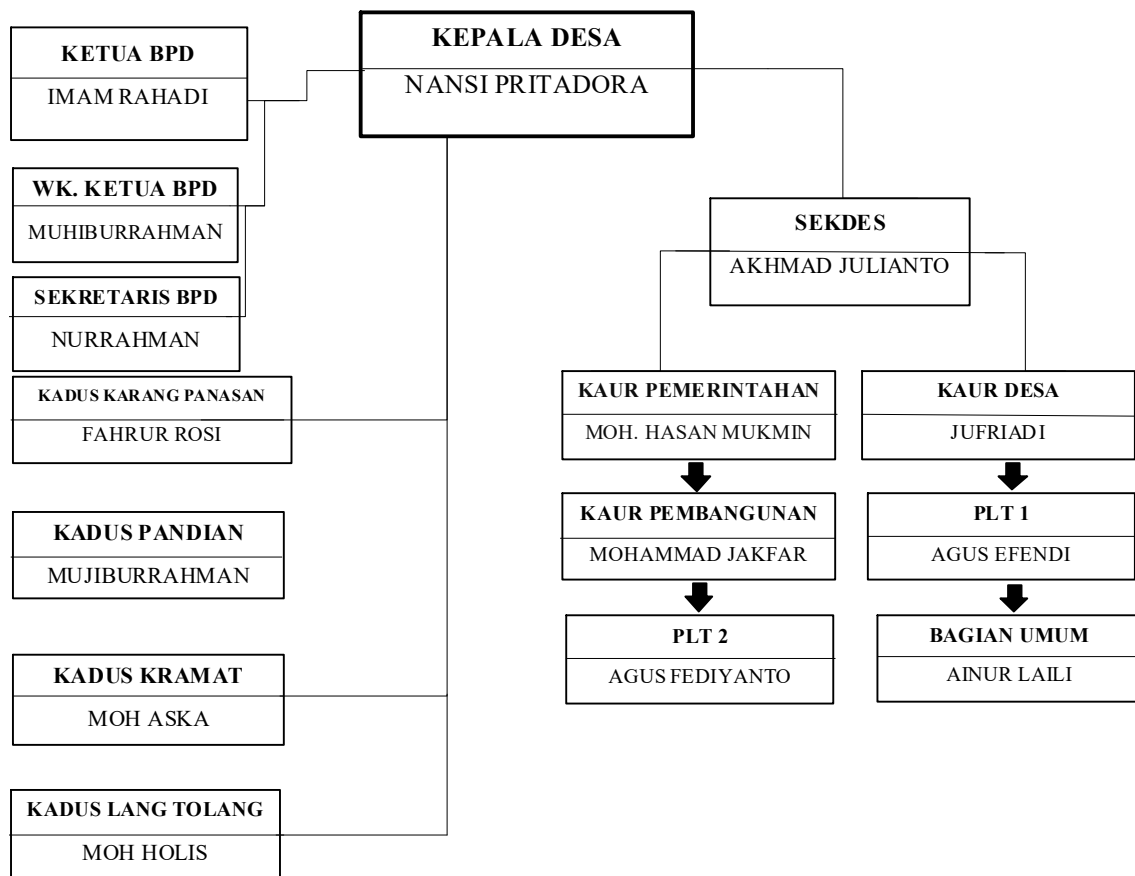 KEPALA DESA
NANSI PRITADORA
KETUA BPD
IMAM RAHADI
WK. KETUA BPD
MUHIBURRAHMAN
SEKRETARIS BPD
NURRAHMAN
KADUS KARANG PANASAN
FAHRUR ROSI
KADUS PANDIAN
MUJIBURRAHMAN
KADUS KRAMAT
MOH ASKA
KADUS LANG TOLANG
MOH HOLIS
SEKDES
AKHMAD JULIANTO
KAUR PEMERINTAHAN
MOH. HASAN MUKMIN
KAUR PEMBANGUNAN
MOHAMMAD JAKFAR
PLT 2
AGUS FEDIYANTO
KAUR DESA
JUFRIADI
PLT 1
AGUS EFENDI
BAGIAN UMUM
AINUR LAILI